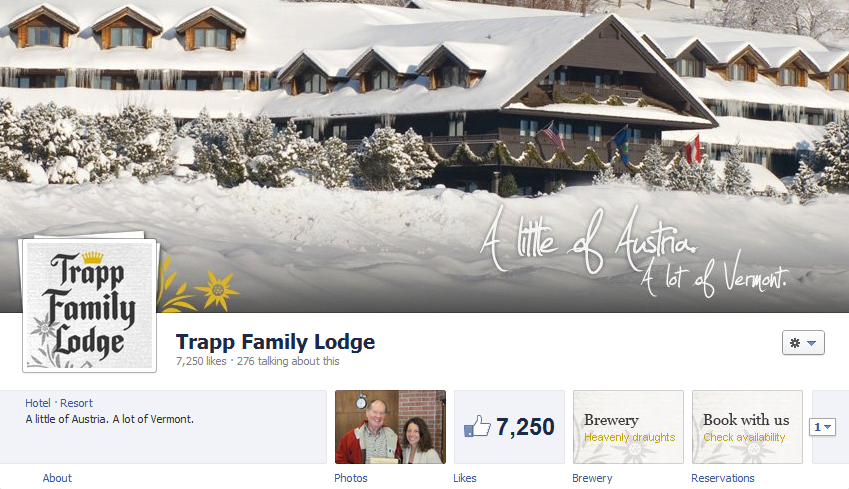 A little of Austria.
A lot of Vermont.
Trapp
Family
Lodge
Trapp Family Lodge
7,250 likes · 276 talking about this
Hotel · Resort
A little of Austria. A lot of Vermont.
7,250
Brewery
Heavenly draughts
Book with us
Check availability
1
About
Photos
Likes
Brewery
Reservations